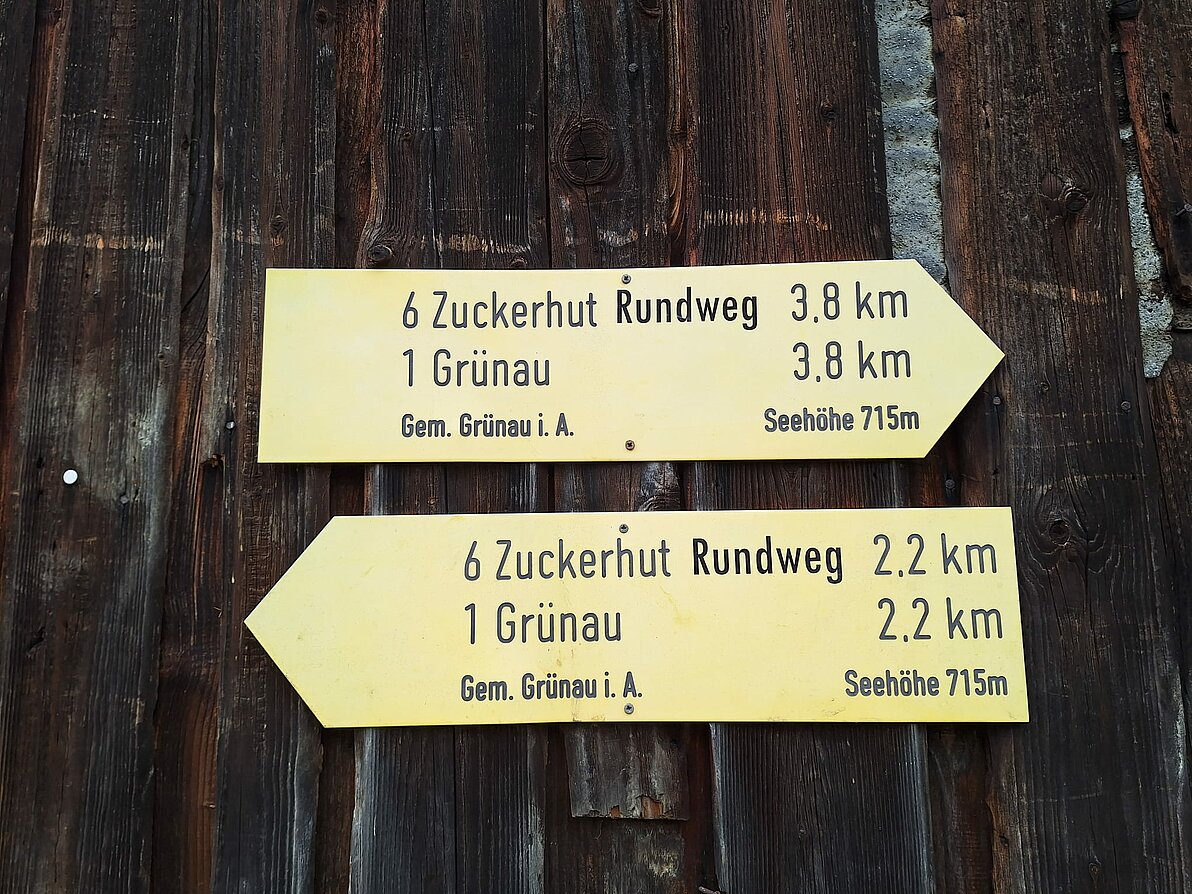 6 Zuckerhut Rundweg 3,8 km
1 Grünau 3,8 km
Gem. Grünau i. A. Seehöhe 715m
6 Zuckerhut Rundweg 2,2 km
1 Grünau 2,2 km
Gem. Grünau i. A. Seehöhe 715m